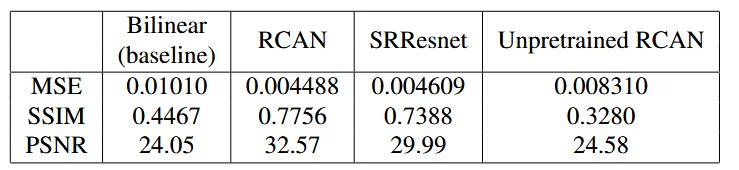 Bilinear
(baseline) RCAN SRResnet Unpretrained RCAN
MSE 0.01010 0.004488 0.004609 0.008310
SSIM 0.4467 0.7756 0.7388 0.3280
PSNR 24.05 32.57 29.99 24.58